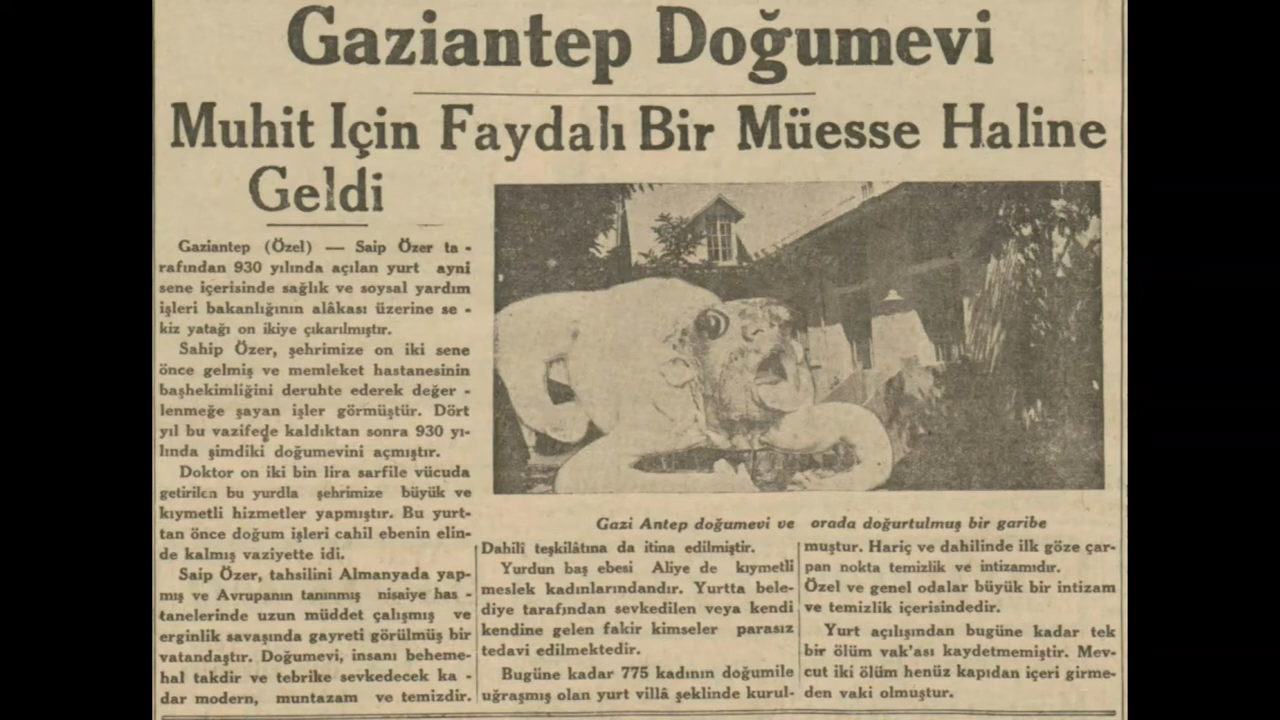 Gaziantep Doğumevi
Muhit Için Faydalı Bir Müesse Haline
Geldi
Gaziantep (Özel) — Saip Özer ta -
rafından 930 yılında açılan yurt ayni
sene içerisinde sağlık ve soysal yardım
işleri bakanlığının alâkası üzerine se -
kiz yatağı on ikiye çıkarılmıştır.
Sahip Özer, şehrimize on iki sene
önce gelmiş ve memleket hastanesinin
başhekimliğini deruhte ederek değer -
lenmeğe şayan işler görmüştür. Dört
yıl bu vazifede kaldıktan sonra 930 yı-
lında şimdiki doğumevini açmıştır.
Doktor on iki bin lira sarfile vücuda
getirilen bu yurdla şehrimize büyük ve
kıymetli hizmetler yapmıştır. Bu yurt-
tan önce doğum işleri cahil ebenin elin-
de kalmış vaziyette idi.
Saip Özer, tahsilini Almanyada yap-
mış ve Avrupanın tanınmış nisaiye has -
tanelerinde uzun müddet çalışmış ve
erginlik savaşında gayreti görülmüş bir
vatandaştır. Doğumevi, insanı beheme-
hal takdir ve tebrike sevkedecek ka -
dar modern, muntazam ve temizdir.
Gazi Antep doğumevi ve orada doğurtulmuş bir garibe
Dahilî teşkilâtına da itina edilmiştir.
Yurdun baş ebesi Aliye de kıymetli
meslek kadınlarındandır. Yurtta bele-
diye tarafından sevkedilen veya kendi
kendine gelen fakir kimseler parasız
tedavi edilmektedir.
Bugüne kadar 775 kadının doğumile
uğraşmış olan yurt villâ şeklinde kurul-
muştur. Hariç ve dahilinde ilk göze çar-
pan nokta temizlik ve intizamıdır.
Özel ve genel odalar büyük bir intizam
ve temizlik içerisindedir.
Yurt açılışından bugüne kadar tek
bir ölüm vak'ası kaydetmemiştir. Mev-
cut iki ölüm henüz kapıdan içeri girme-
den vaki olmuştur.